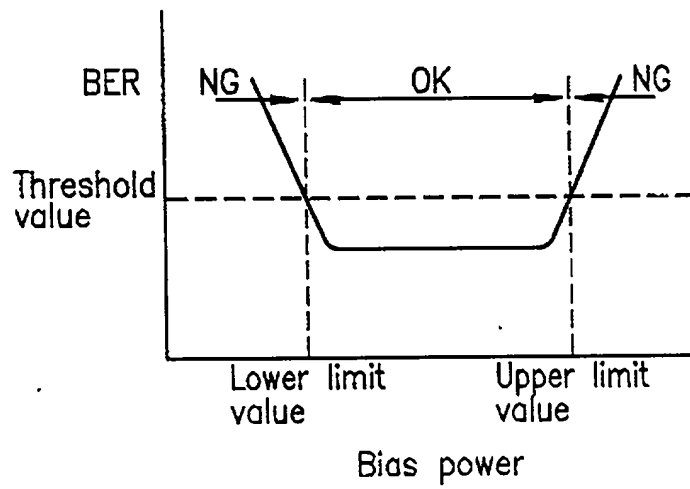 BER
NG
OK
NG
Threshold
value
Lower limit
value
Upper limit
value
Bias power